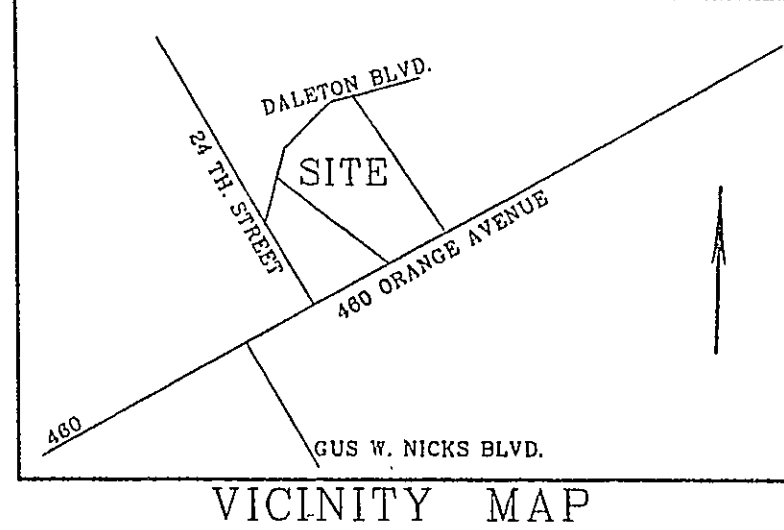 DALETON BLVD.
24 TH. STREET
SITE
460 ORANGE AVENUE
460
GUS W. NICKS BLVD.
VICINITY MAP